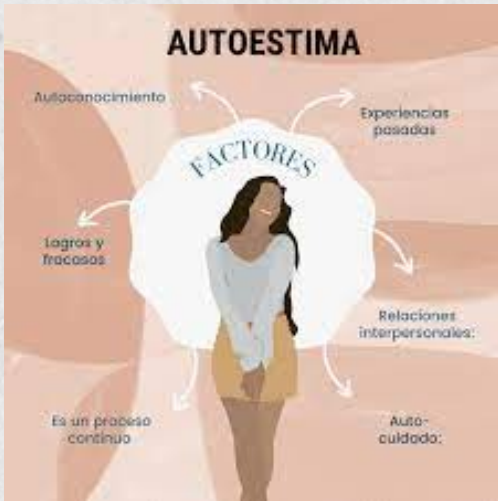 AUTOESTIMA
Autoconocimiento
Experiencias
pasadas
FACTORES
Logros y
fracasos
Relaciones
interpersonales:
Es un proceso
continuo
Auto-
cuidado: